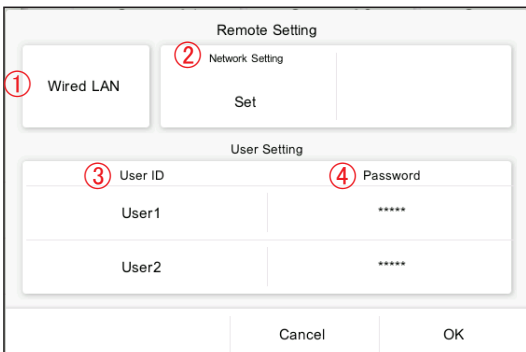 Remote Setting
① Wired LAN
② Network Setting
Set
User Setting
③ User ID ④ Password
User1 *****
User2 *****
Cancel OK